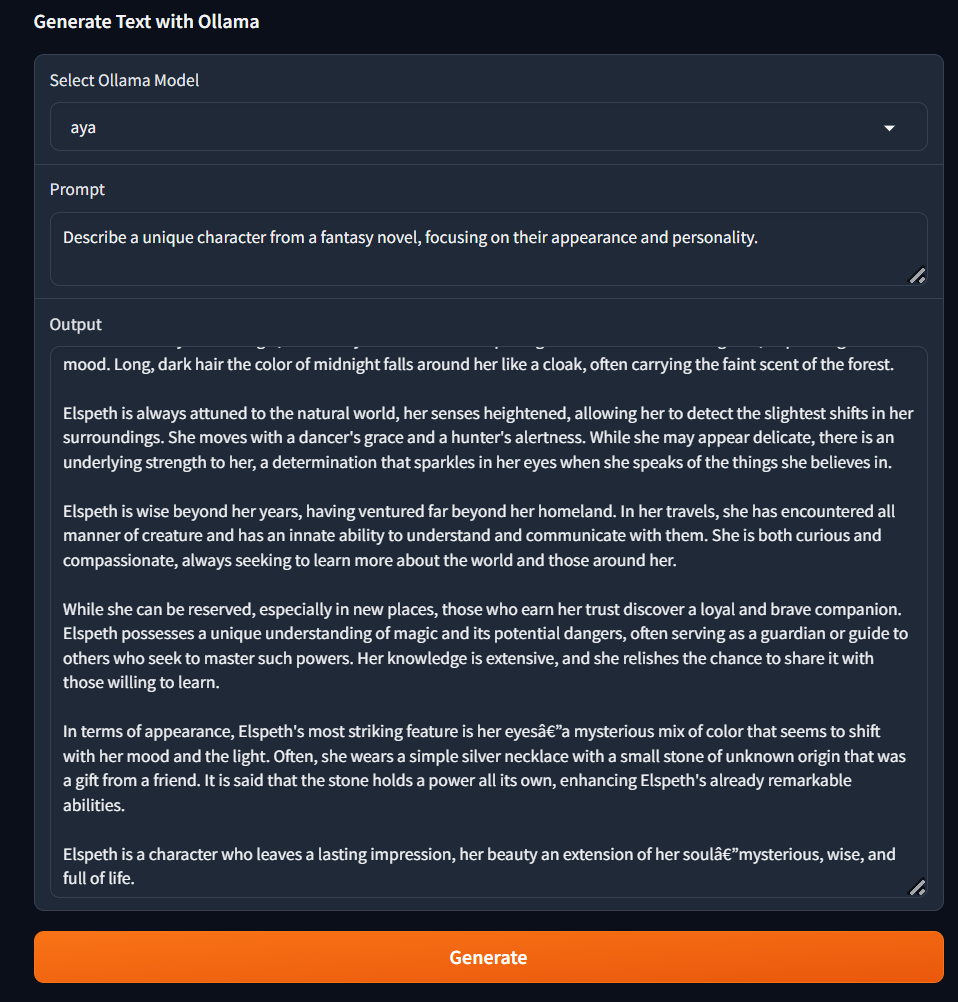 Generate Text with Ollama
Select Ollama Model
aya
Prompt
Describe a unique character from a fantasy novel, focusing on their appearance and personality.
Output
mood. Long, dark hair the color of midnight falls around her like a cloak, often carrying the faint scent of the forest.
Elspeth is always attuned to the natural world, her senses heightened, allowing her to detect the slightest shifts in her
surroundings. She moves with a dancer's grace and a hunter's alertness. While she may appear delicate, there is an
underlying strength to her, a determination that sparkles in her eyes when she speaks of the things she believes in.
Elspeth is wise beyond her years, having ventured far beyond her homeland. In her travels, she has encountered all
manner of creature and has an innate ability to understand and communicate with them. She is both curious and
compassionate, always seeking to learn more about the world and those around her.
While she can be reserved, especially in new places, those who earn her trust discover a loyal and brave companion.
Elspeth possesses a unique understanding of magic and its potential dangers, often serving as a guardian or guide to
others who seek to master such powers. Her knowledge is extensive, and she relishes the chance to share it with
those willing to learn.
In terms of appearance, Elspeth's most striking feature is her eyesâ€”a mysterious mix of color that seems to shift
with her mood and the light. Often, she wears a simple silver necklace with a small stone of unknown origin that was
a gift from a friend. It is said that the stone holds a power all its own, enhancing Elspeth's already remarkable
abilities.
Elspeth is a character who leaves a lasting impression, her beauty an extension of her soulâ€”mysterious, wise, and
full of life.
Generate